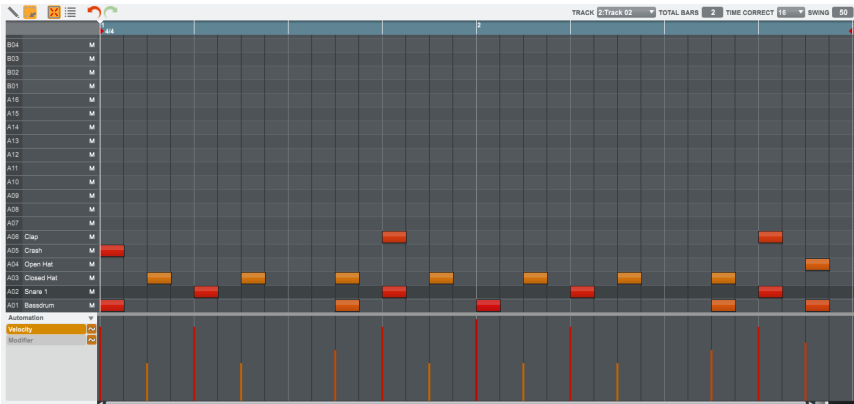 TRACK 2:Track 02 TOTAL BARS 2 TIME CORRECT 16 SWING 50
1 2
4/4
B04 M
B03 M
B02 M
B01 M
A16 M
A15 M
A14 M
A13 M
A12 M
A11 M
A10 M
A09 M
A08 M
A07 M
A06 Clap M
A05 Crash M
A04 Open Hat M
A03 Closed Hat M
A02 Snare 1 M
A01 Bassdrum M
Automation
Velocity
Modifier